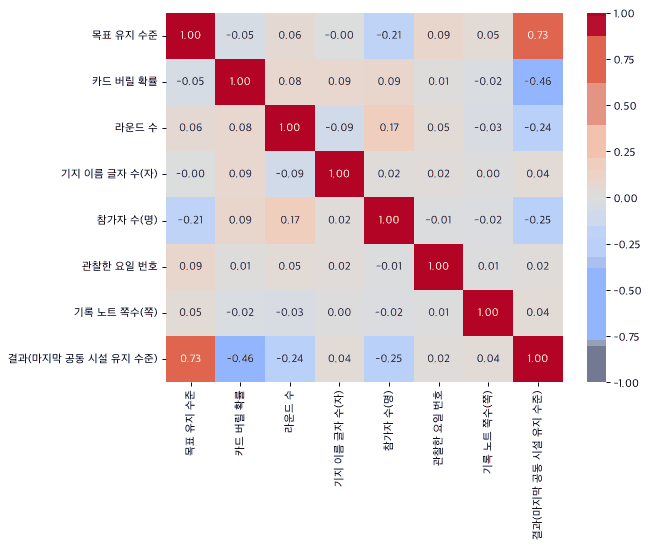 목표 유지 수준 1.00 -0.05 0.06 -0.00 -0.21 0.09 0.05 0.73
카드 버릴 확률 -0.05 1.00 0.08 0.09 0.09 0.01 -0.02 -0.46
라운드 수 0.06 0.08 1.00 -0.09 0.17 0.05 -0.03 -0.24
기지 이름 글자 수(자) -0.00 0.09 -0.09 1.00 0.02 0.02 0.00 0.04
참가자 수(명) -0.21 0.09 0.17 0.02 1.00 -0.01 -0.02 -0.25
관찰한 요일 번호 0.09 0.01 0.05 0.02 -0.01 1.00 0.01 0.02
기록 노트 쪽수(쪽) 0.05 -0.02 -0.03 0.00 -0.02 0.01 1.00 0.04
결과(마지막 공동 시설 유지 수준) 0.73 -0.46 -0.24 0.04 -0.25 0.02 0.04 1.00
목표 유지 수준
카드 버릴 확률
라운드 수
기지 이름 글자 수(자)
참가자 수(명)
관찰한 요일 번호
기록 노트 쪽수(쪽)
결과(마지막 공동 시설 유지 수준)
1.00
0.75
0.50
0.25
0.00
-0.25
-0.50
-0.75
-1.00